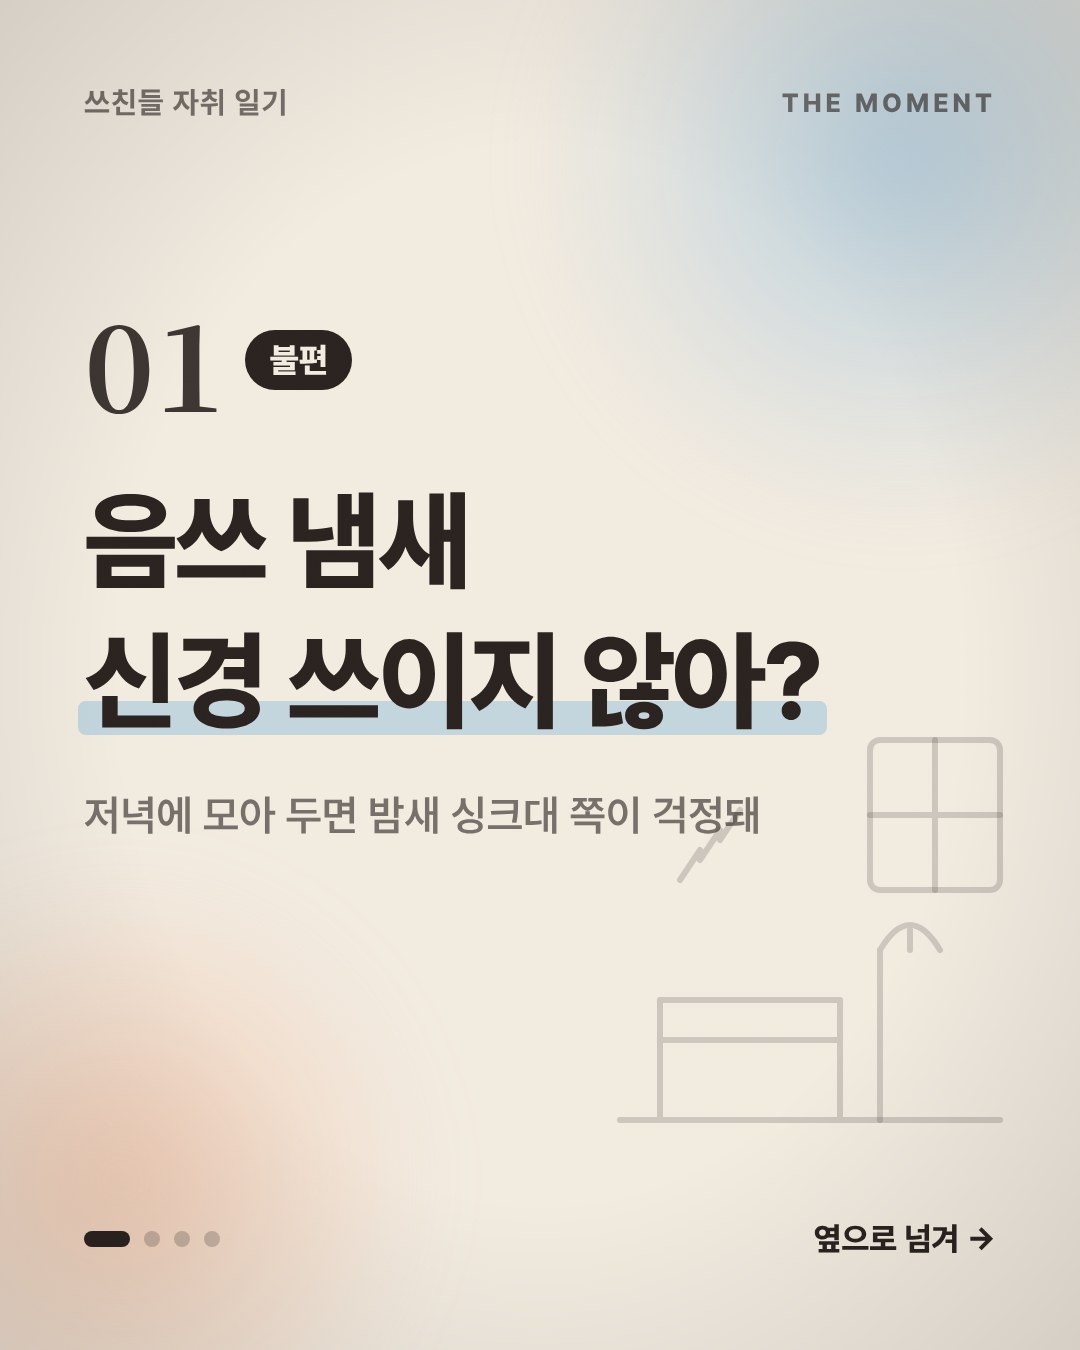 쓰친들 자취 일기
THE MOMENT
01 불편
음쓰 냄새
신경 쓰이지 않아?
저녁에 모아 두면 밤새 싱크대 쪽이 걱정돼
옆으로 넘겨 →